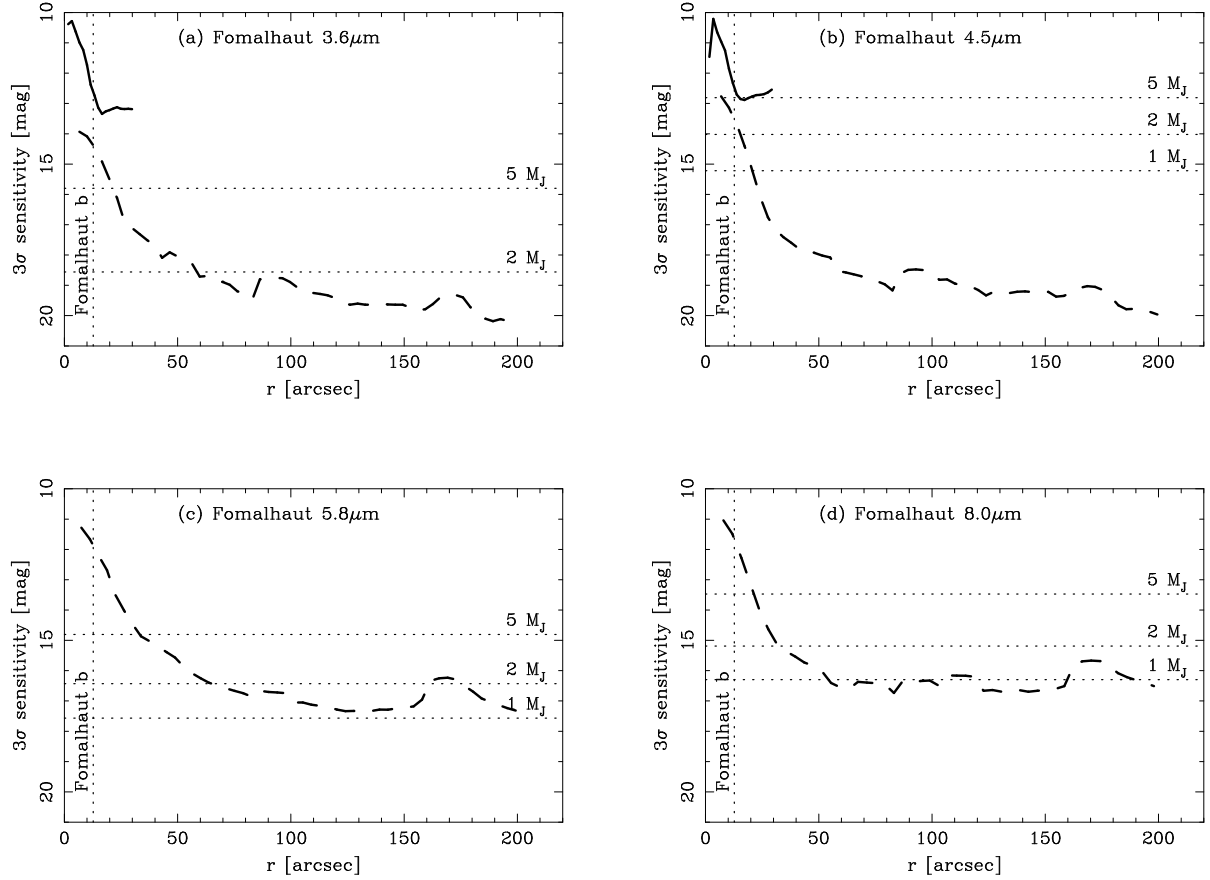 (a) Fomalhaut 3.6μm
10
15
20
3σ sensitivity [mag]
5 M_J
2 M_J
Fomalhaut b
0 50 100 150 200
r [arcsec]
(b) Fomalhaut 4.5μm
10
15
20
3σ sensitivity [mag]
5 M_J
2 M_J
1 M_J
Fomalhaut b
0 50 100 150 200
r [arcsec]
(c) Fomalhaut 5.8μm
10
15
20
3σ sensitivity [mag]
5 M_J
2 M_J
1 M_J
Fomalhaut b
0 50 100 150 200
r [arcsec]
(d) Fomalhaut 8.0μm
10
15
20
3σ sensitivity [mag]
5 M_J
2 M_J
1 M_J
Fomalhaut b
0 50 100 150 200
r [arcsec]